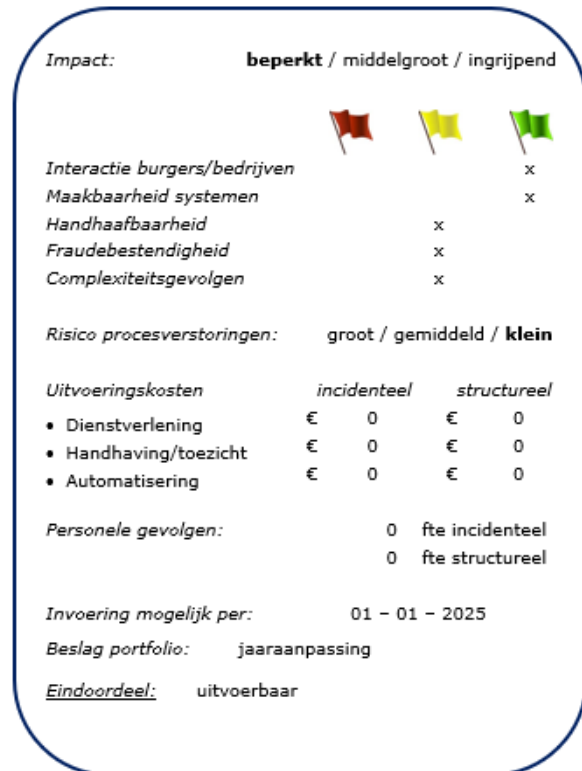 Impact: beperkt / middelgroot / ingrijpend
Interactie burgers/bedrijven x
Maakbaarheid systemen x
Handhaafbaarheid x
Fraudebestendigheid x
Complexiteitsgevolgen x
Risico procesverstoringen: groot / gemiddeld / klein
Uitvoeringskosten incidenteel structureel
• Dienstverlening € 0 € 0
• Handhaving/toezicht € 0 € 0
• Automatisering € 0 € 0
Personele gevolgen: 0 fte incidenteel
0 fte structureel
Invoering mogelijk per: 01 – 01 – 2025
Beslag portfolio: jaaraanpassing
Eindoordeel: uitvoerbaar